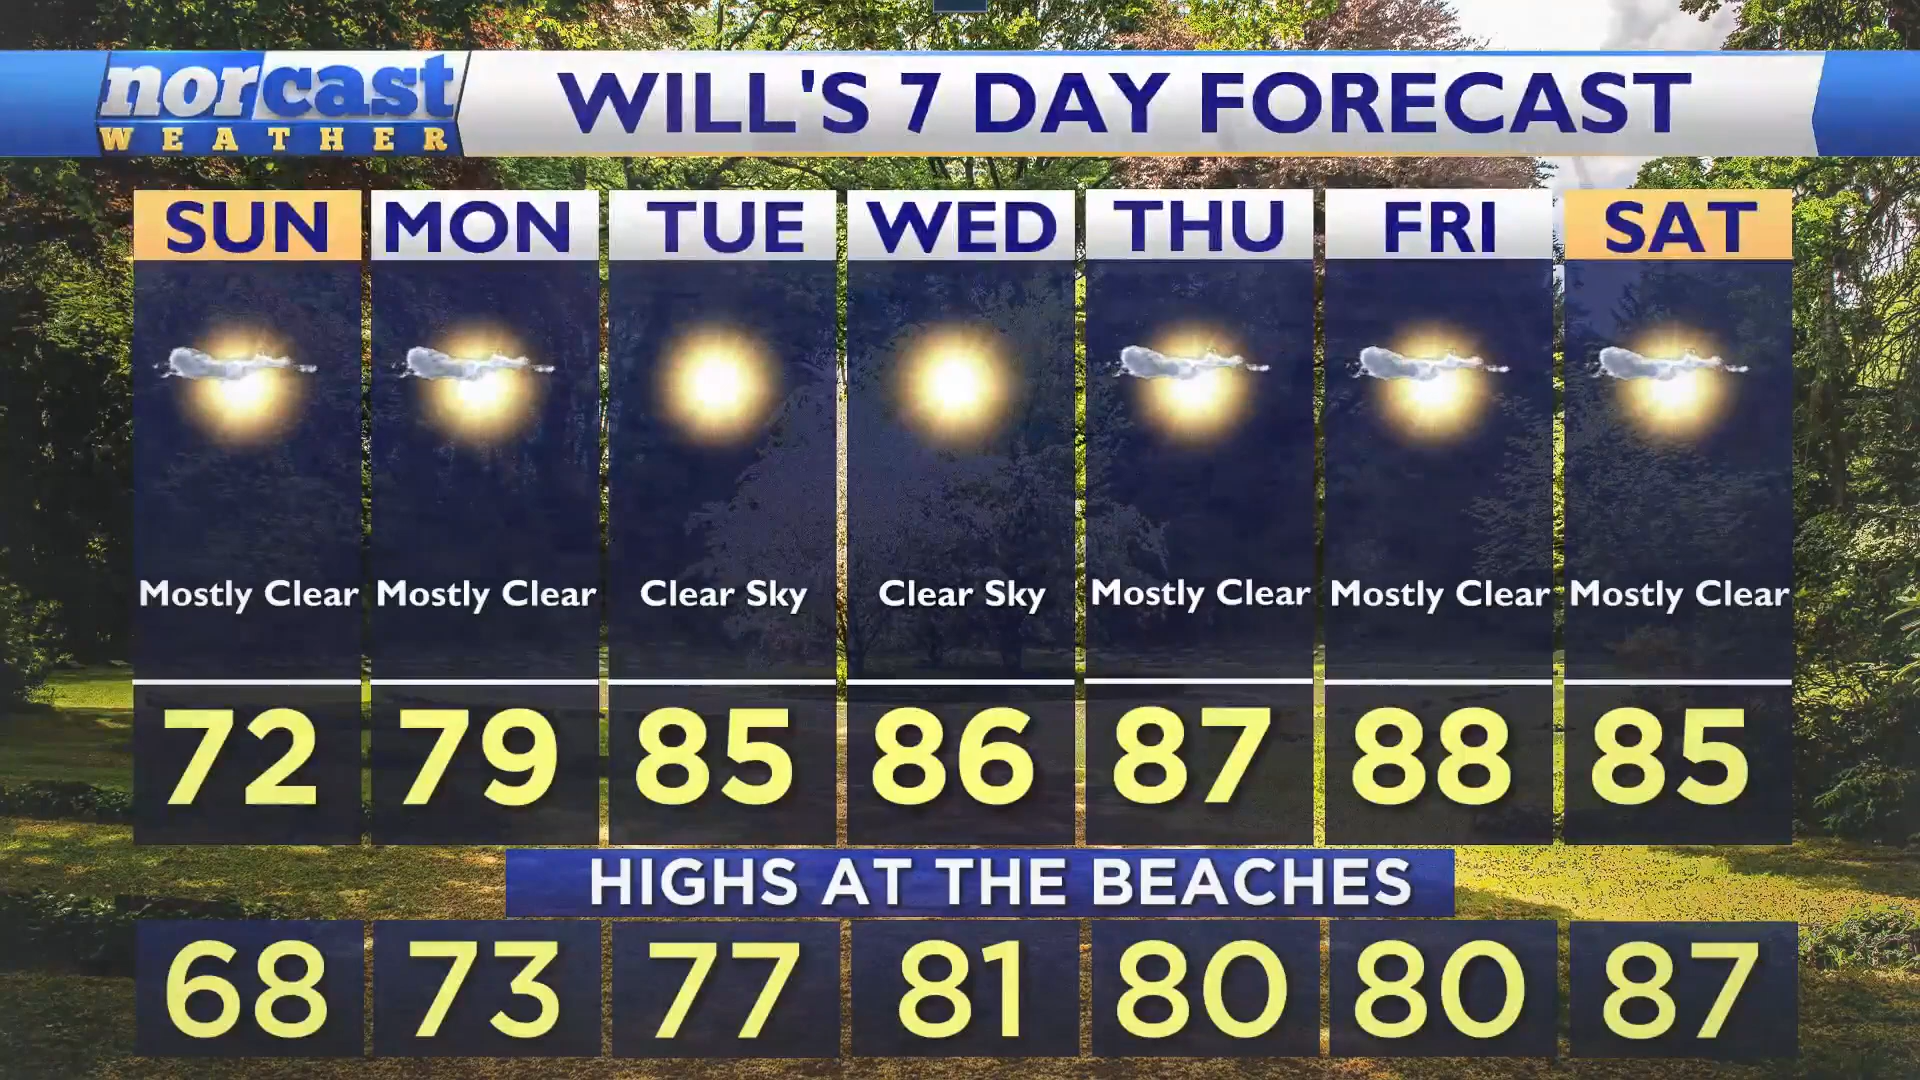 norcast
WEATHER
WILL'S 7 DAY FORECAST
SUN MON TUE WED THU FRI SAT
Mostly Clear Mostly Clear Clear Sky Clear Sky Mostly Clear Mostly Clear Mostly Clear
72 79 85 86 87 88 85
HIGHS AT THE BEACHES
68 73 77 81 80 80 87